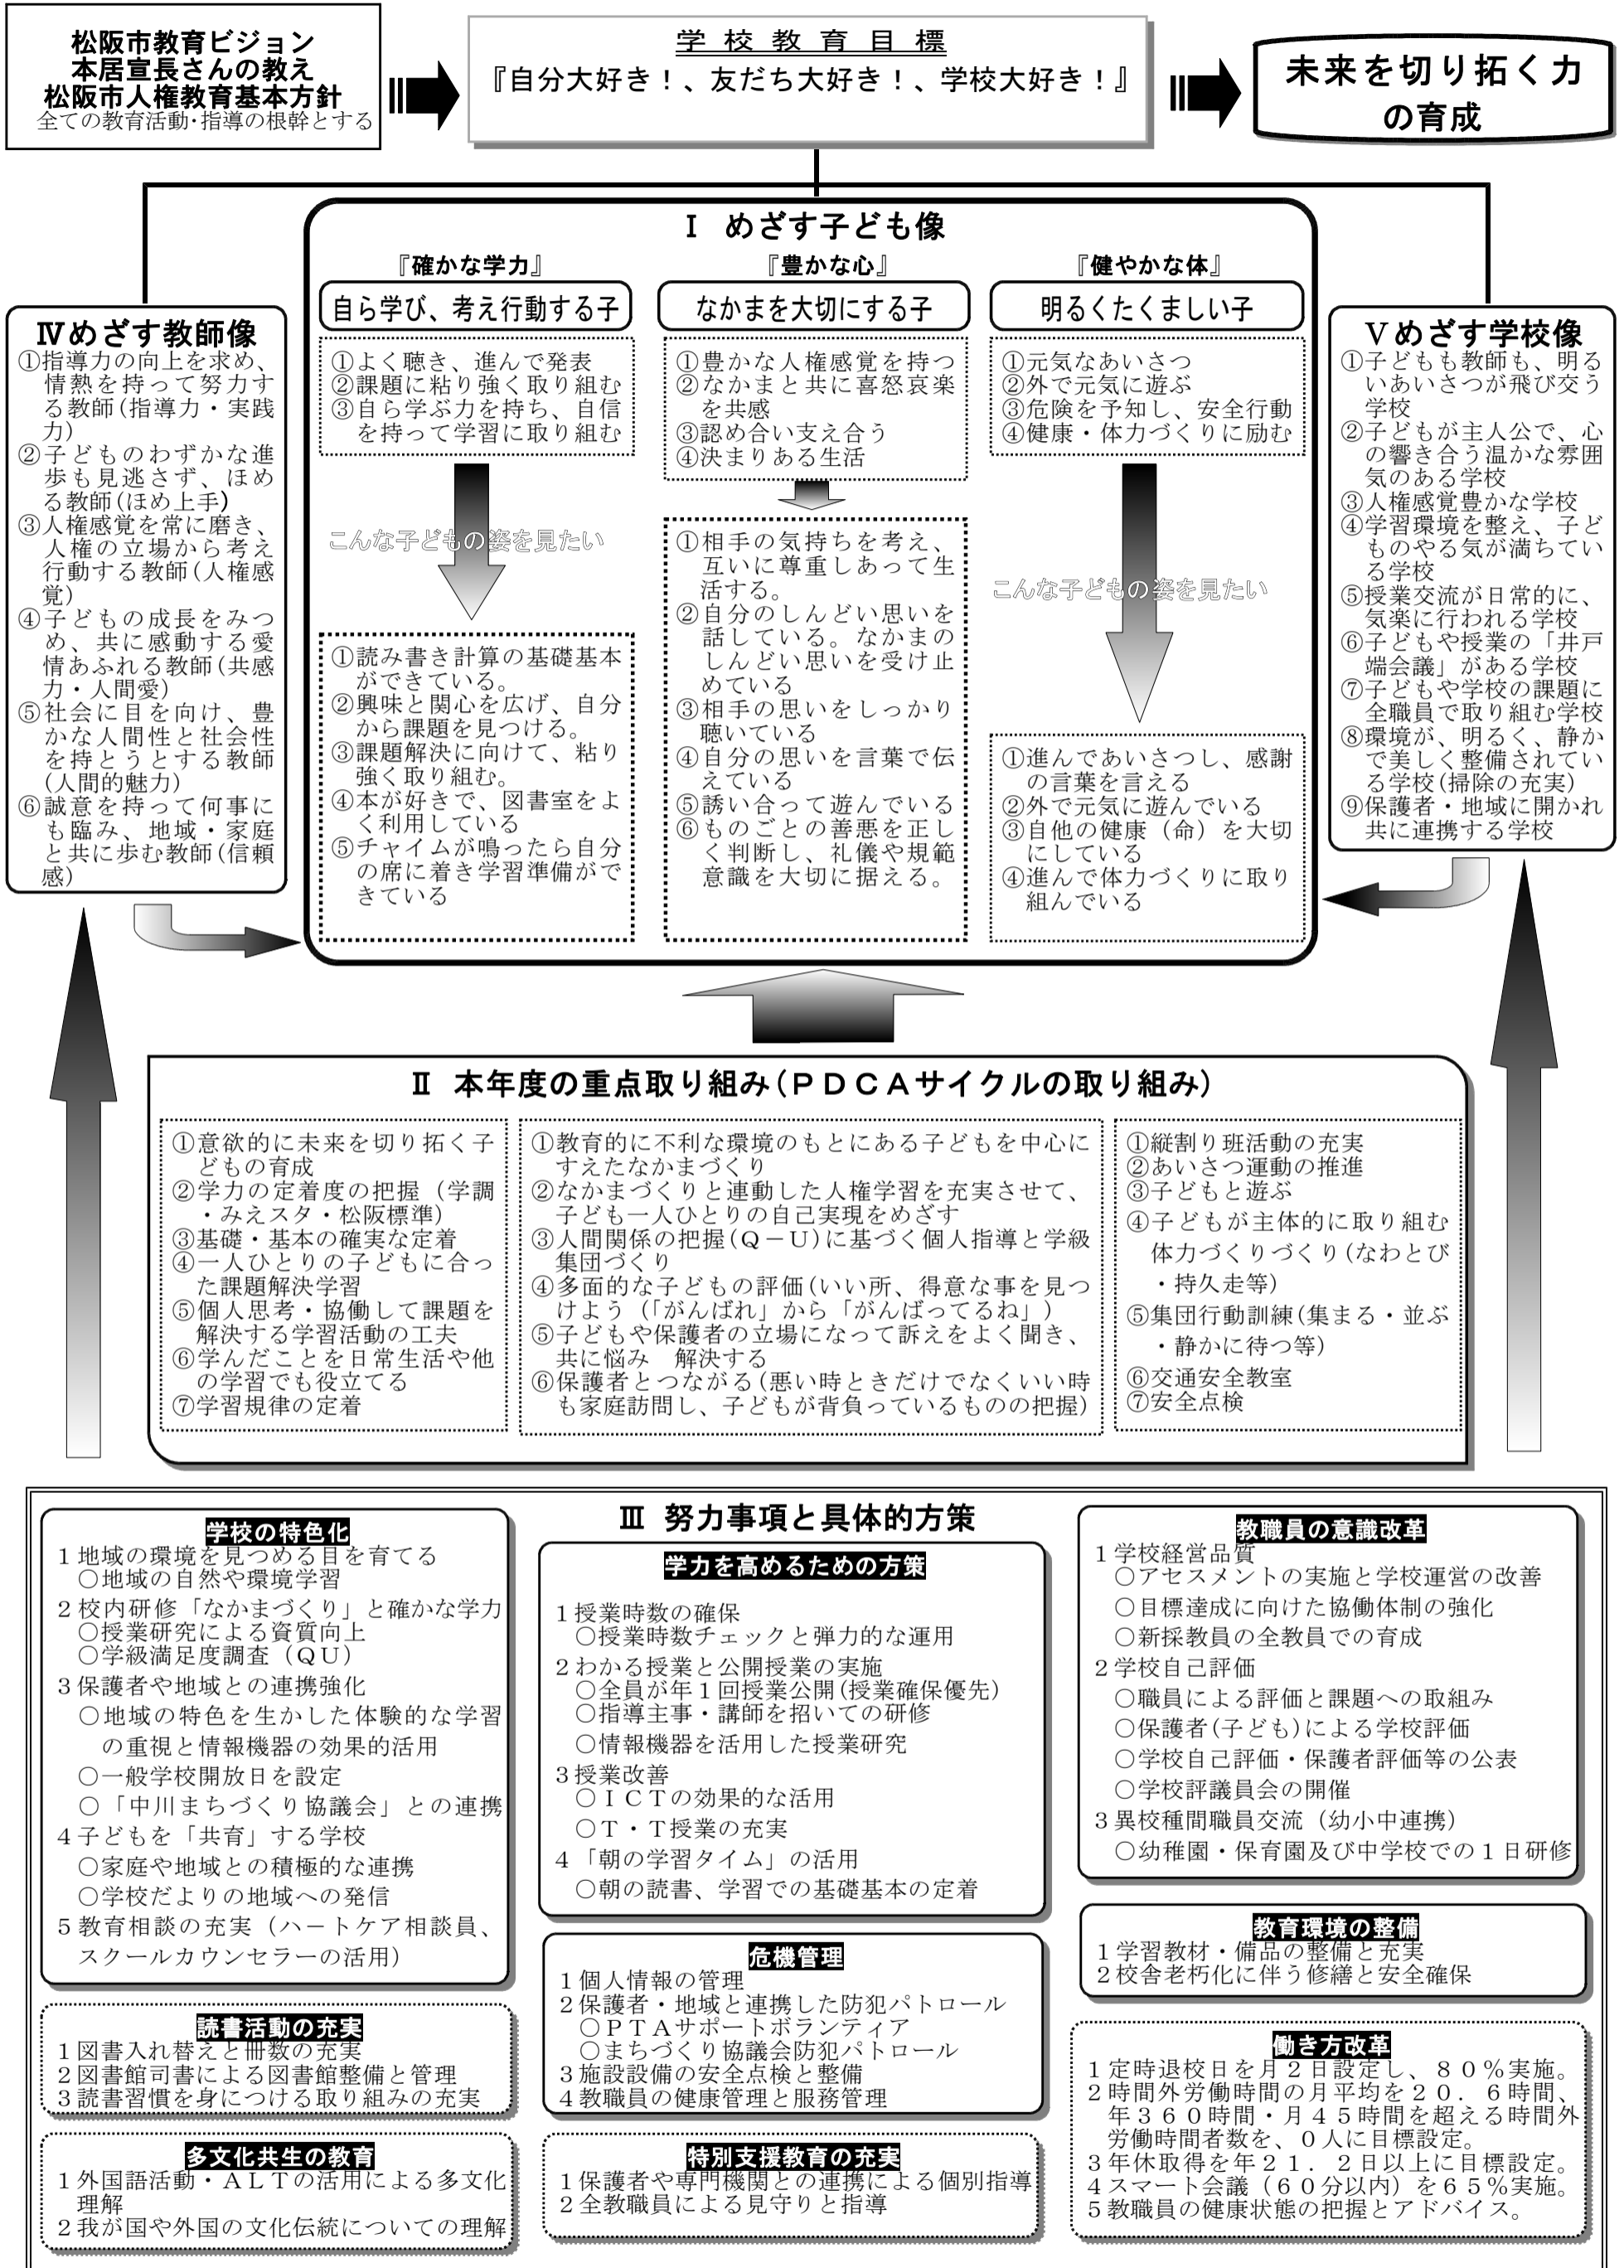 松阪市教育ビジョン
本居宣長さんの教え
松阪市人権教育基本方針
全ての教育活動・指導の根幹とする
学校教育目標
『自分大好き！、友だち大好き！、学校大好き！』
未来を切り拓く力
の育成
Ⅰ めざす子ども像
『確かな学力』
自ら学び、考え行動する子
①よく聴き、進んで発表
②課題に粘り強く取り組む
③自ら学ぶ力を持ち、自信
を持って学習に取り組む
こんな子どもの姿を見たい
①読み書き計算の基礎基本
ができている。
②興味と関心を広げ、自分
から課題を見つける。
③課題解決に向けて、粘り
強く取り組む。
④本が好きで、図書室をよ
く利用している
⑤チャイムが鳴ったら自分
の席に着き学習準備がで
きている
『豊かな心』
なかまを大切にする子
①豊かな人権感覚を持つ
②なかまと共に喜怒哀楽
を共感
③認め合い支え合う
④決まりある生活
①相手の気持ちを考え、
互いに尊重しあって生
活する。
②自分のしんどい思いを
話している。なかまの
しんどい思いを受け止
めている
③相手の思いをしっかり
聴いている
④自分の思いを言葉で伝
えている
⑤誘い合って遊んでいる
⑥ものごとの善悪を正し
く判断し、礼儀や規範
意識を大切に据える。
『健やかな体』
明るくたくましい子
①元気なあいさつ
②外で元気に遊ぶ
③危険を予知し、安全行動
④健康・体力づくりに励む
こんな子どもの姿を見たい
①進んであいさつし、感謝
の言葉を言える
②外で元気に遊んでいる
③自他の健康（命）を大切
にしている
④進んで体力づくりに取り
組んでいる
Ⅳめざす教師像
①指導力の向上を求め、
情熱を持って努力す
る教師(指導力・実践
力)
②子どものわずかな進
歩も見逃さず、ほめ
る教師(ほめ上手)
③人権感覚を常に磨き、
人権の立場から考え
行動する教師(人権感
覚)
④子どもの成長をみつ
め、共に感動する愛
情あふれる教師(共感
力・人間愛)
⑤社会に目を向け、豊
かな人間性と社会性
を持とうとする教師
(人間的魅力)
⑥誠意を持って何事に
も臨み、地域・家庭
と共に歩む教師(信頼
感)
Ⅴめざす学校像
①子どもも教師も、明る
いあいさつが飛び交う
学校
②子どもが主人公で、心
の響き合う温かな雰囲
気のある学校
③人権感覚豊かな学校
④学習環境を整え、子ど
ものやる気が満ちてい
る学校
⑤授業交流が日常的に、
気楽に行われる学校
⑥子どもや授業の「井戸
端会議」がある学校
⑦子どもや学校の課題に
全職員で取り組む学校
⑧環境が、明るく、静か
で美しく整備されてい
る学校(掃除の充実)
⑨保護者・地域に開かれ
共に連携する学校
Ⅱ 本年度の重点取り組み(ＰＤＣＡサイクルの取り組み)
①意欲的に未来を切り拓く子
どもの育成
②学力の定着度の把握（学調
・みえスタ・松阪標準）
③基礎・基本の確実な定着
④一人ひとりの子どもに合っ
た課題解決学習
⑤個人思考・協働して課題を
解決する学習活動の工夫
⑥学んだことを日常生活や他
の学習でも役立てる
⑦学習規律の定着
①教育的に不利な環境のもとにある子どもを中心に
すえたなかまづくり
②なかまづくりと連動した人権学習を充実させて、
子ども一人ひとりの自己実現をめざす
③人間関係の把握(Ｑ－Ｕ)に基づく個人指導と学級
集団づくり
④多面的な子どもの評価(いい所、得意な事を見つ
けよう（「がんばれ」から「がんばってるね」）
⑤子どもや保護者の立場になって訴えをよく聞き、
共に悩み　解決する
⑥保護者とつながる(悪い時ときだけでなくいい時
も家庭訪問し、子どもが背負っているものの把握)
①縦割り班活動の充実
②あいさつ運動の推進
③子どもと遊ぶ
④子どもが主体的に取り組む
体力づくりづくり(なわとび
・持久走等)
⑤集団行動訓練(集まる・並ぶ
・静かに待つ等)
⑥交通安全教室
⑦安全点検
Ⅲ 努力事項と具体的方策
学校の特色化
１地域の環境を見つめる目を育てる
○地域の自然や環境学習
２校内研修「なかまづくり」と確かな学力
○授業研究による資質向上
○学級満足度調査（ＱＵ）
３保護者や地域との連携強化
○地域の特色を生かした体験的な学習
の重視と情報機器の効果的活用
○一般学校開放日を設定
○「中川まちづくり協議会」との連携
４子どもを「共育」する学校
○家庭や地域との積極的な連携
○学校だよりの地域への発信
５教育相談の充実（ハートケア相談員、
スクールカウンセラーの活用）
読書活動の充実
１図書入れ替えと冊数の充実
２図書館司書による図書館整備と管理
３読書習慣を身につける取り組みの充実
多文化共生の教育
１外国語活動・ＡＬＴの活用による多文化
理解
２我が国や外国の文化伝統についての理解
学力を高めるための方策
１授業時数の確保
○授業時数チェックと弾力的な運用
２わかる授業と公開授業の実施
○全員が年１回授業公開(授業確保優先)
○指導主事・講師を招いての研修
○情報機器を活用した授業研究
３授業改善
○ＩＣＴの効果的な活用
○Ｔ・Ｔ授業の充実
４「朝の学習タイム」の活用
○朝の読書、学習での基礎基本の定着
危機管理
１個人情報の管理
２保護者・地域と連携した防犯パトロール
○ＰＴＡサポートボランティア
○まちづくり協議会防犯パトロール
３施設設備の安全点検と整備
４教職員の健康管理と服務管理
特別支援教育の充実
１保護者や専門機関との連携による個別指導
２全教職員による見守りと指導
教職員の意識改革
１学校経営品質
○アセスメントの実施と学校運営の改善
○目標達成に向けた協働体制の強化
○新採教員の全教員での育成
２学校自己評価
○職員による評価と課題への取組み
○保護者(子ども)による学校評価
○学校自己評価・保護者評価等の公表
○学校評議員会の開催
３異校種間職員交流（幼小中連携）
○幼稚園・保育園及び中学校での１日研修
教育環境の整備
１学習教材・備品の整備と充実
２校舎老朽化に伴う修繕と安全確保
働き方改革
１定時退校日を月２日設定し、８０％実施。
２時間外労働時間の月平均を２０．６時間、
年３６０時間・月４５時間を超える時間外
労働時間者数を、０人に目標設定。
３年休取得を年２１．２日以上に目標設定。
４スマート会議（６０分以内）を６５％実施。
５教職員の健康状態の把握とアドバイス。